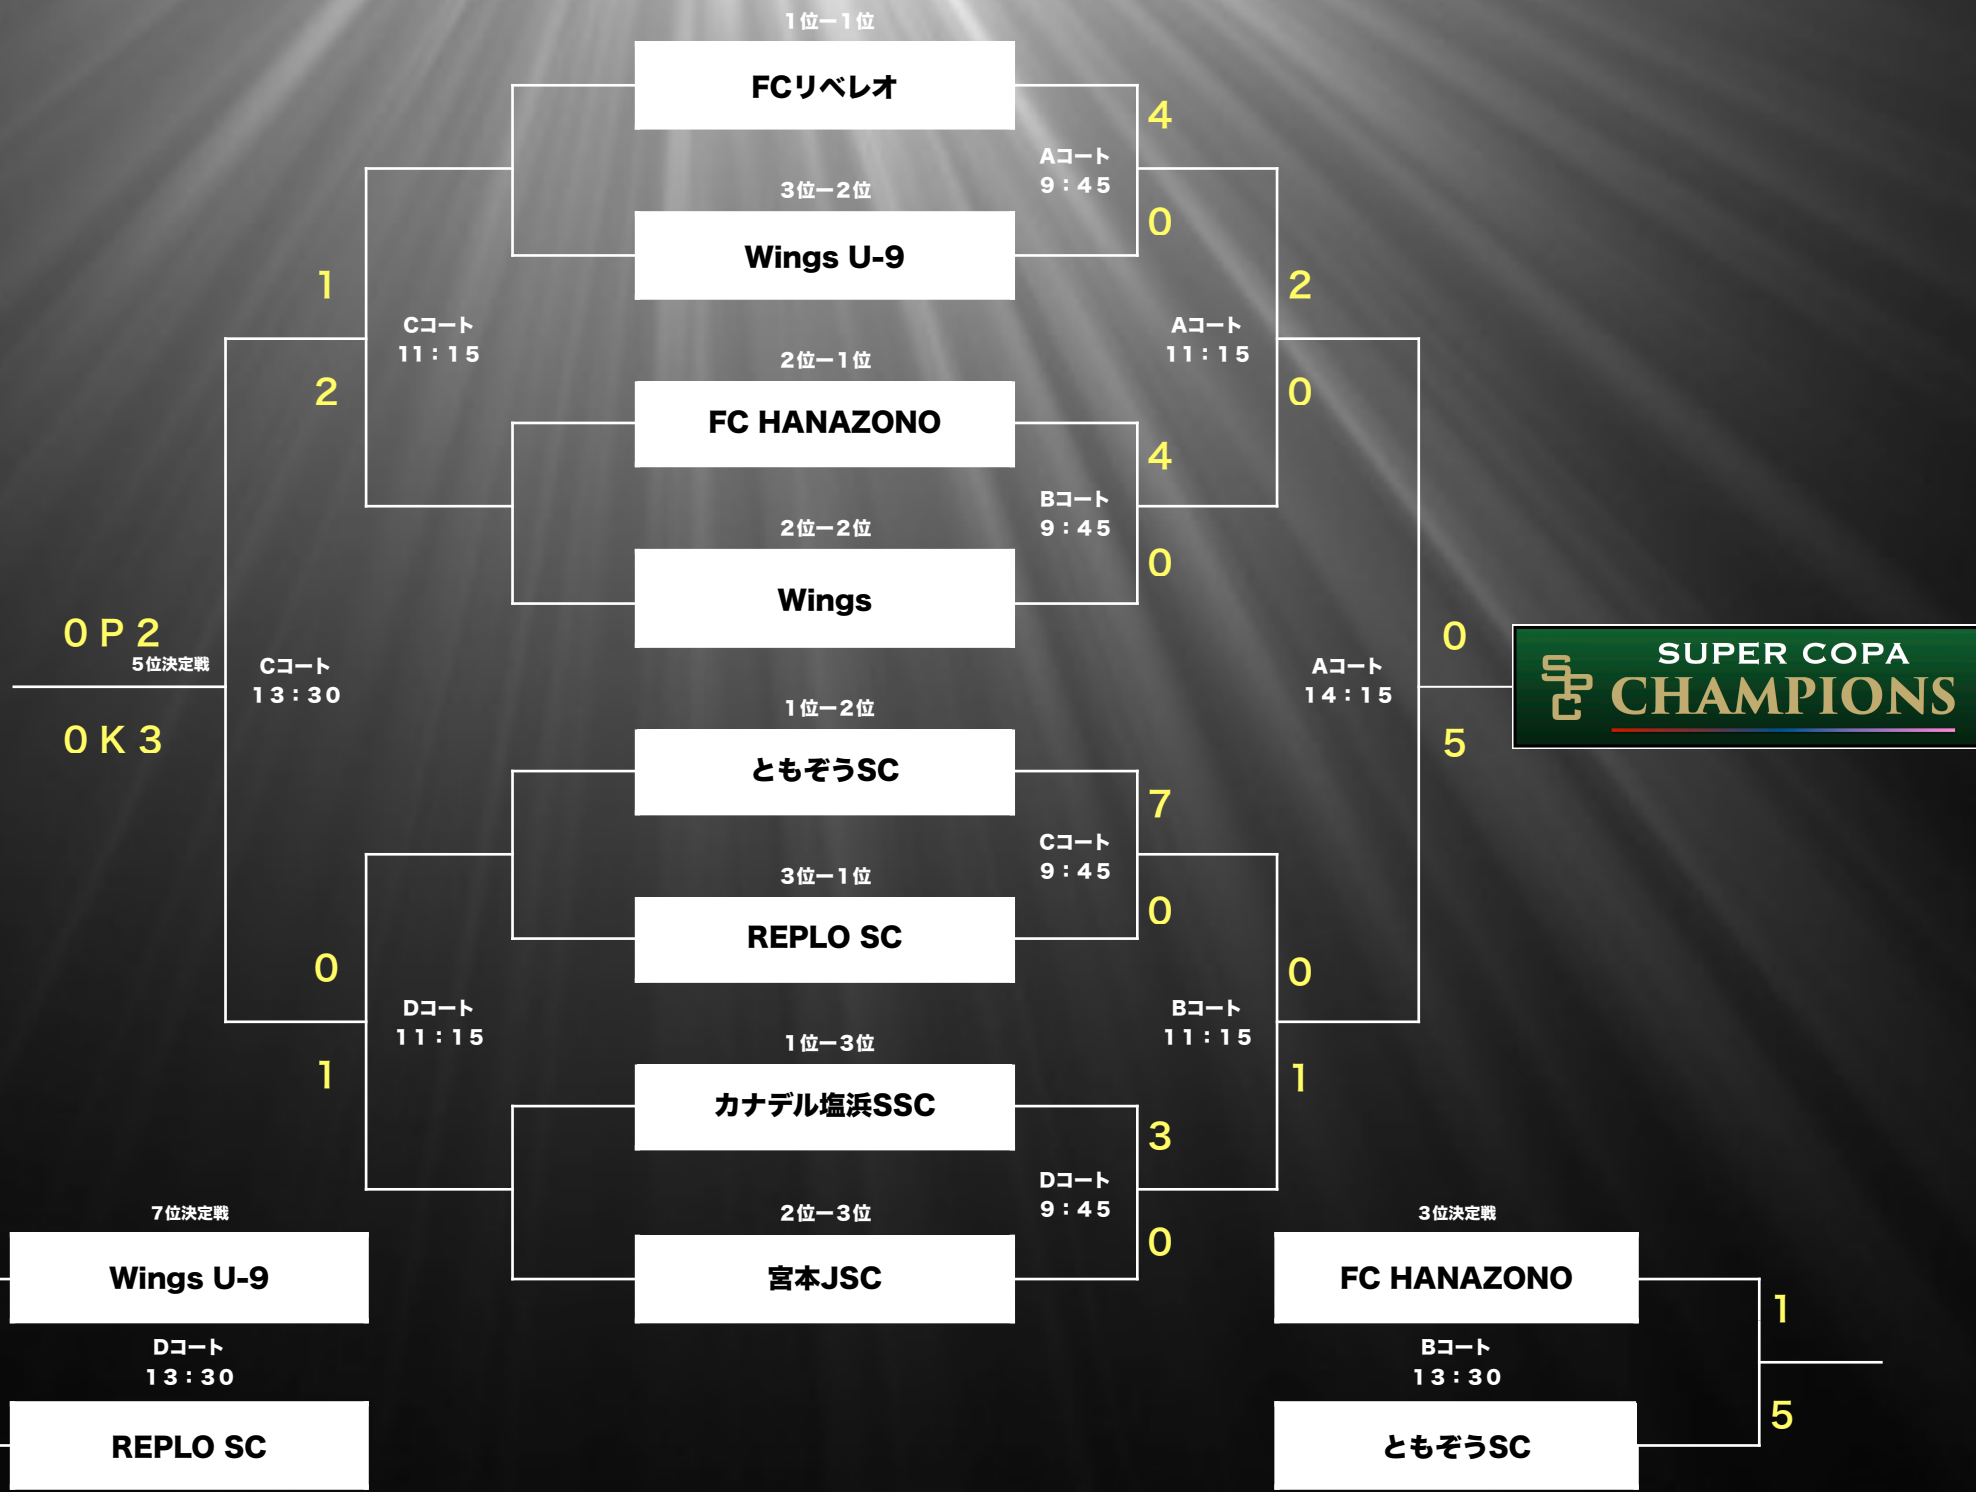 1位ー1位
FCリベレオ
4
Aコート
9：45
3位ー2位
0
Wings U-9
1
2
Cコート
11：15
Aコート
11：15
2位ー1位
2
0
FC HANAZONO
4
Bコート
9：45
2位ー2位
0
Wings
0 P 2
5位決定戦
0 K 3
Cコート
13：30
Aコート
14：15
0
5
SPC
SUPER COPA
CHAMPIONS
1位ー2位
ともぞうSC
7
Cコート
9：45
3位ー1位
0
REPLO SC
0
0
Dコート
11：15
Bコート
11：15
1位ー3位
1
1
カナデル塩浜SSC
3
Dコート
9：45
2位ー3位
0
宮本JSC
7位決定戦
Wings U-9
Dコート
13：30
REPLO SC
3位決定戦
FC HANAZONO
1
Bコート
13：30
5
ともぞうSC